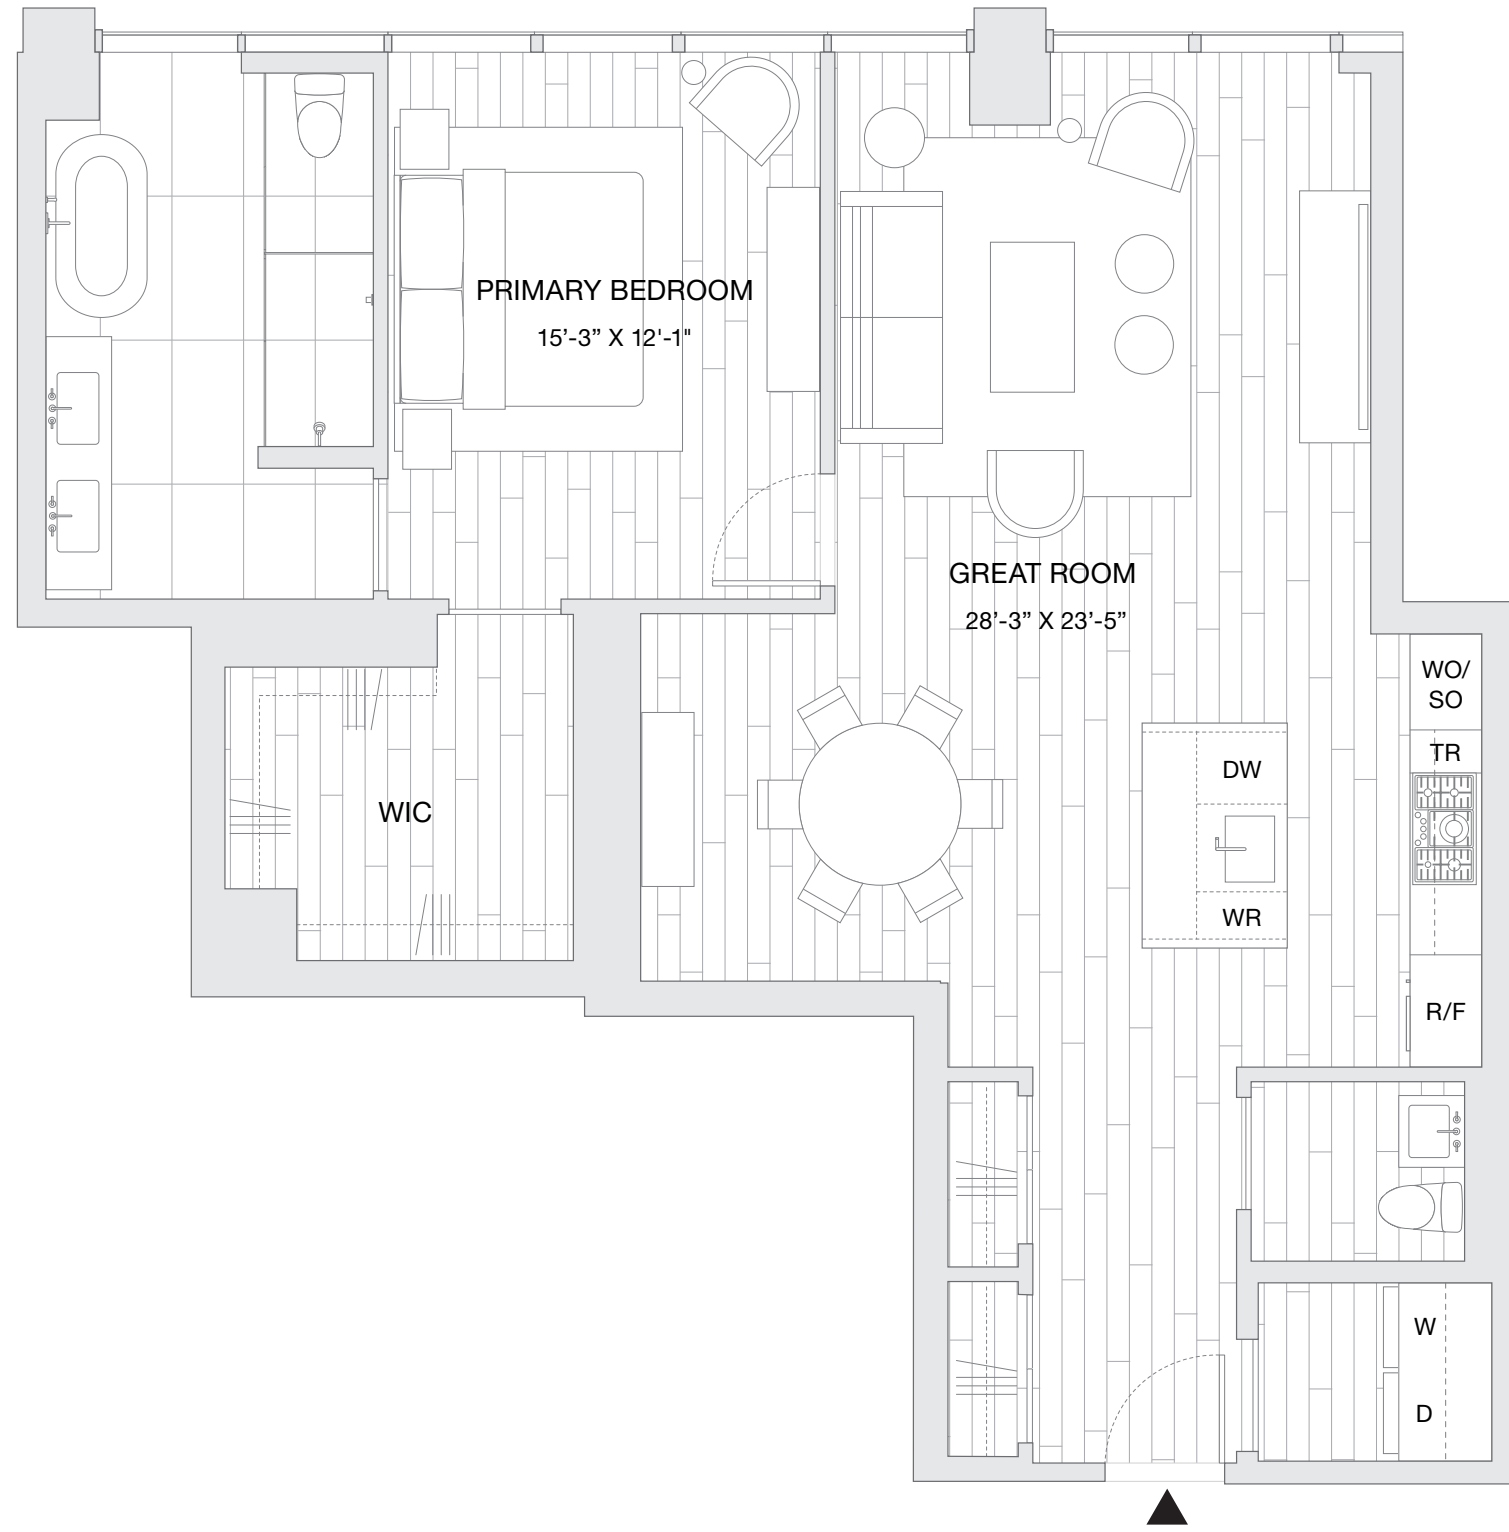 PRIMARY BEDROOM
15’-3” X 12'-1"
GREAT ROOM
28’-3” X 23’-5”
WO/
SO
TR
DW
WIC
WR
R/F
W
D